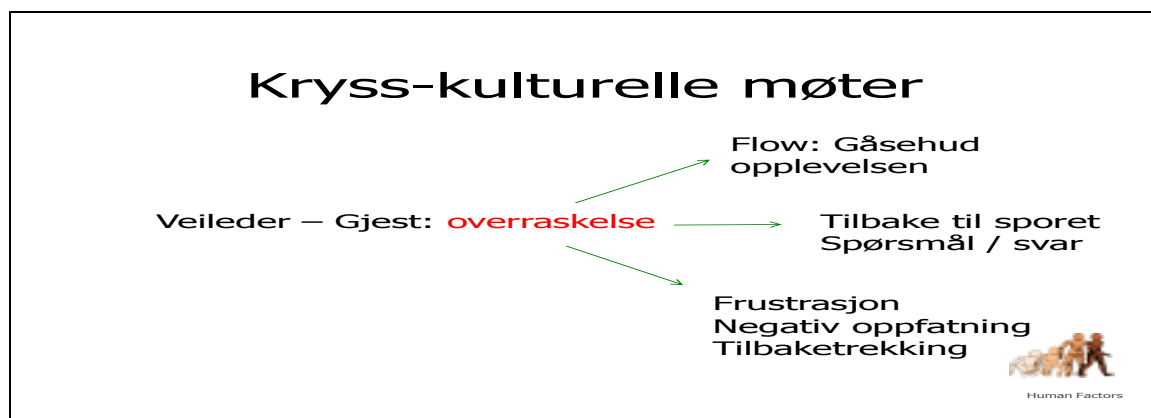 Kryss-kulturelle møter
Flow: Gåsehud
opplevelsen
Veileder – Gjest: overraskelse
Tilbake til sporet
Spørsmål / svar
Frustrasjon
Negativ oppfatning
Tilbaketrekking
Human Factors